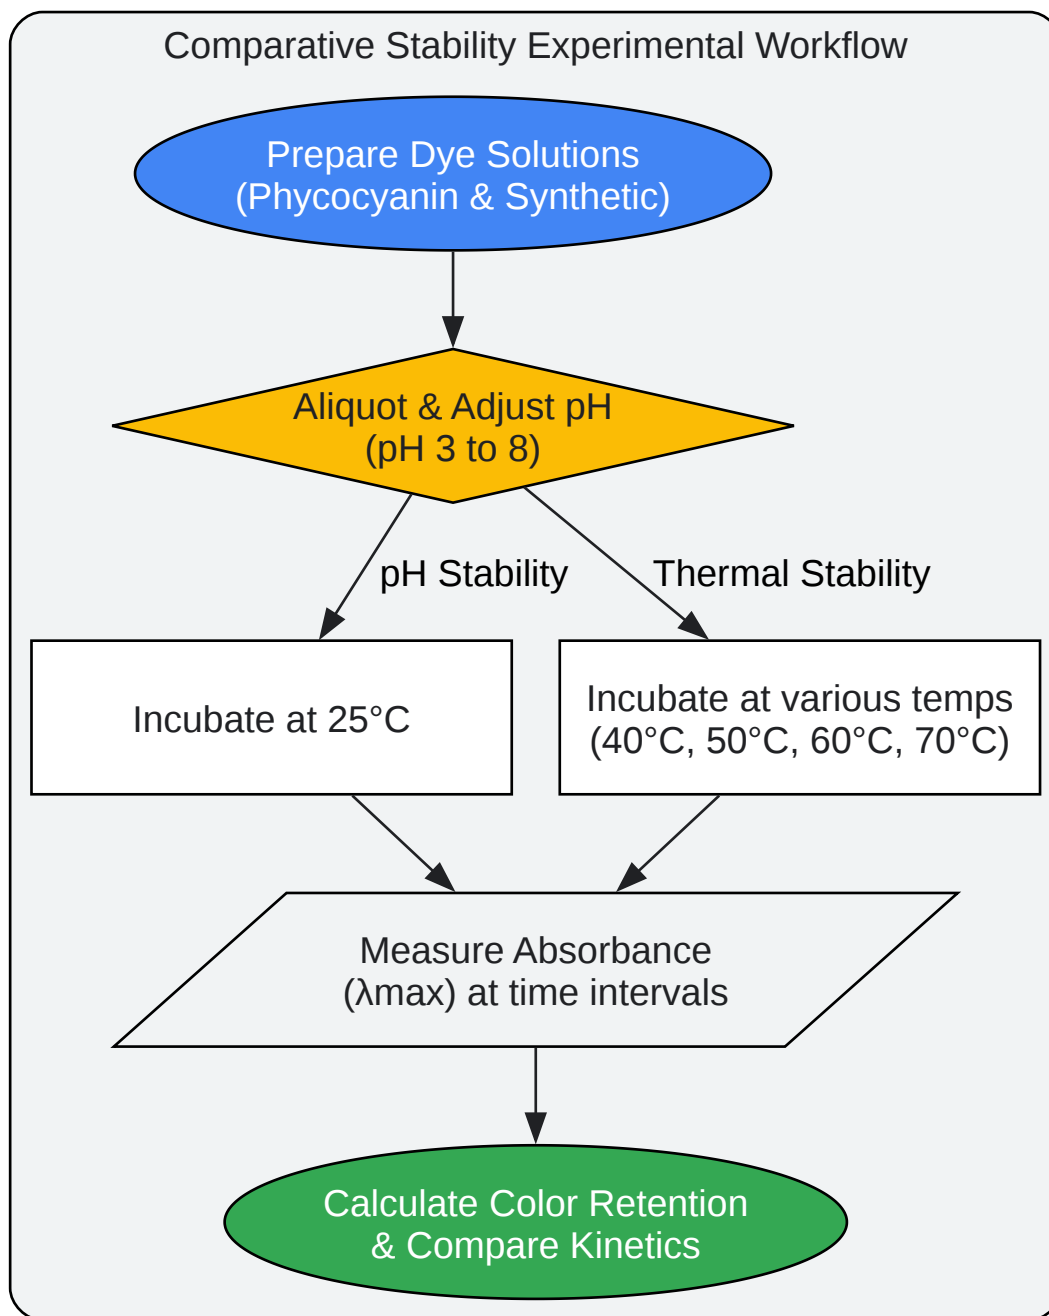 Comparative Stability Experimental Workflow
Prepare Dye Solutions
(Phycocyanin & Synthetic)
Aliquot & Adjust pH
(pH 3 to 8)
pH Stability
Thermal Stability
Incubate at 25°C
Incubate at various temps
(40°C, 50°C, 60°C, 70°C)
Measure Absorbance
(λmax) at time intervals
Calculate Color Retention
& Compare Kinetics